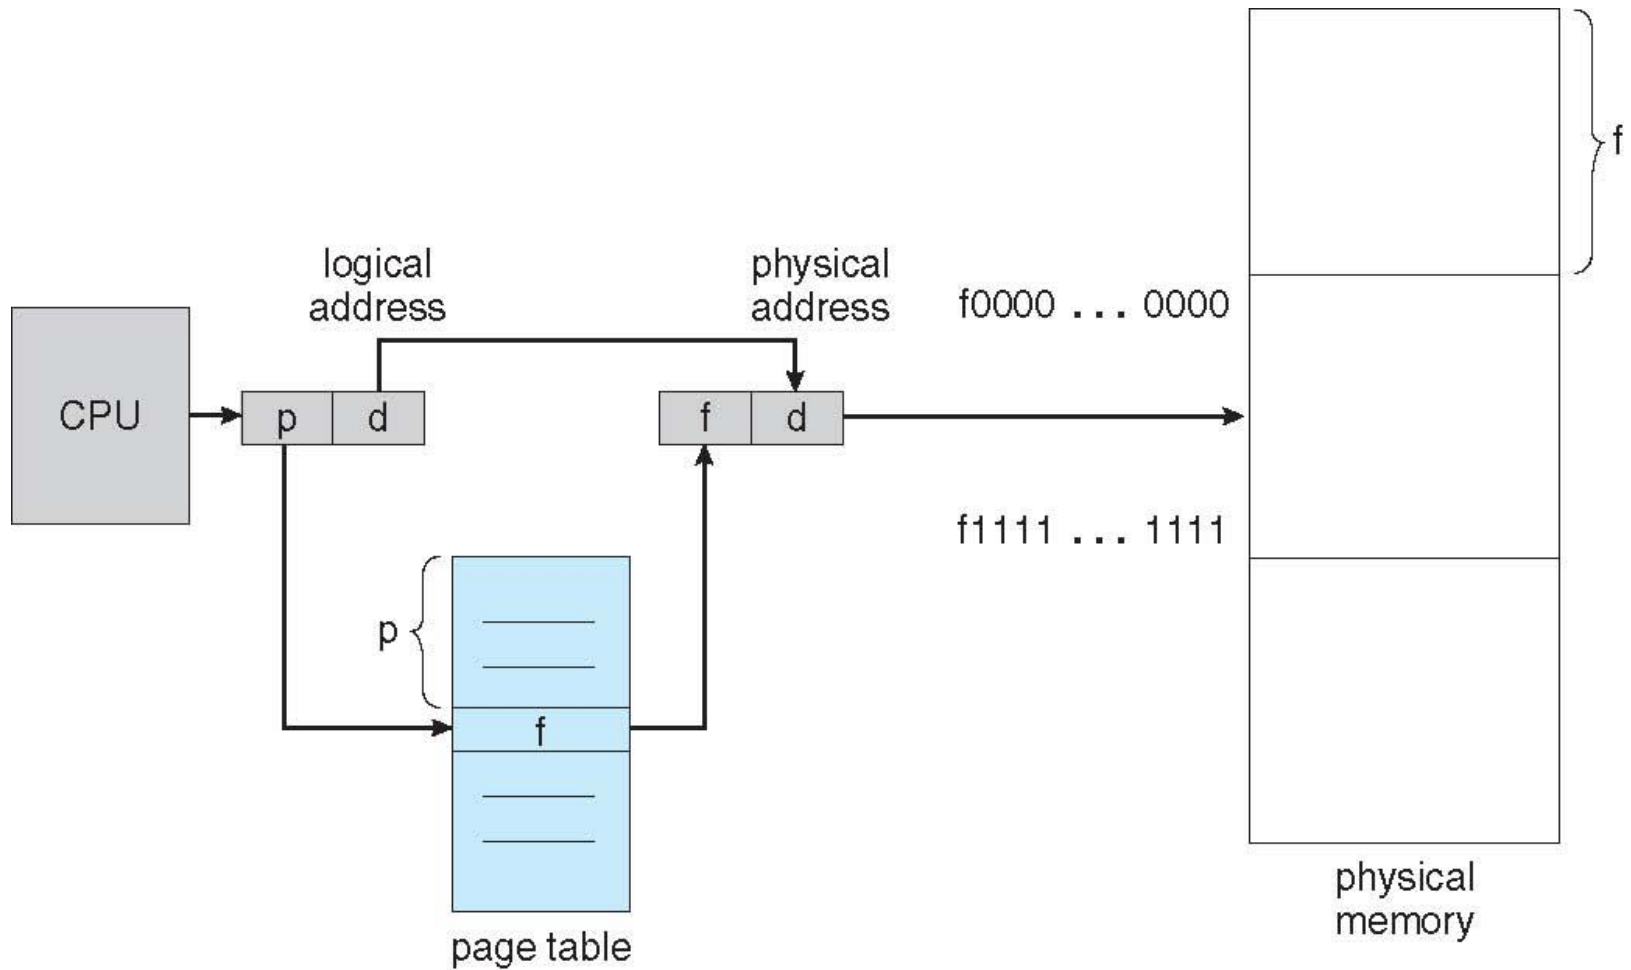 f
logical
address
physical
address
f0000 ... 0000
CPU
p
d
f
d
f1111 ... 1111
p
f
physical
memory
page table